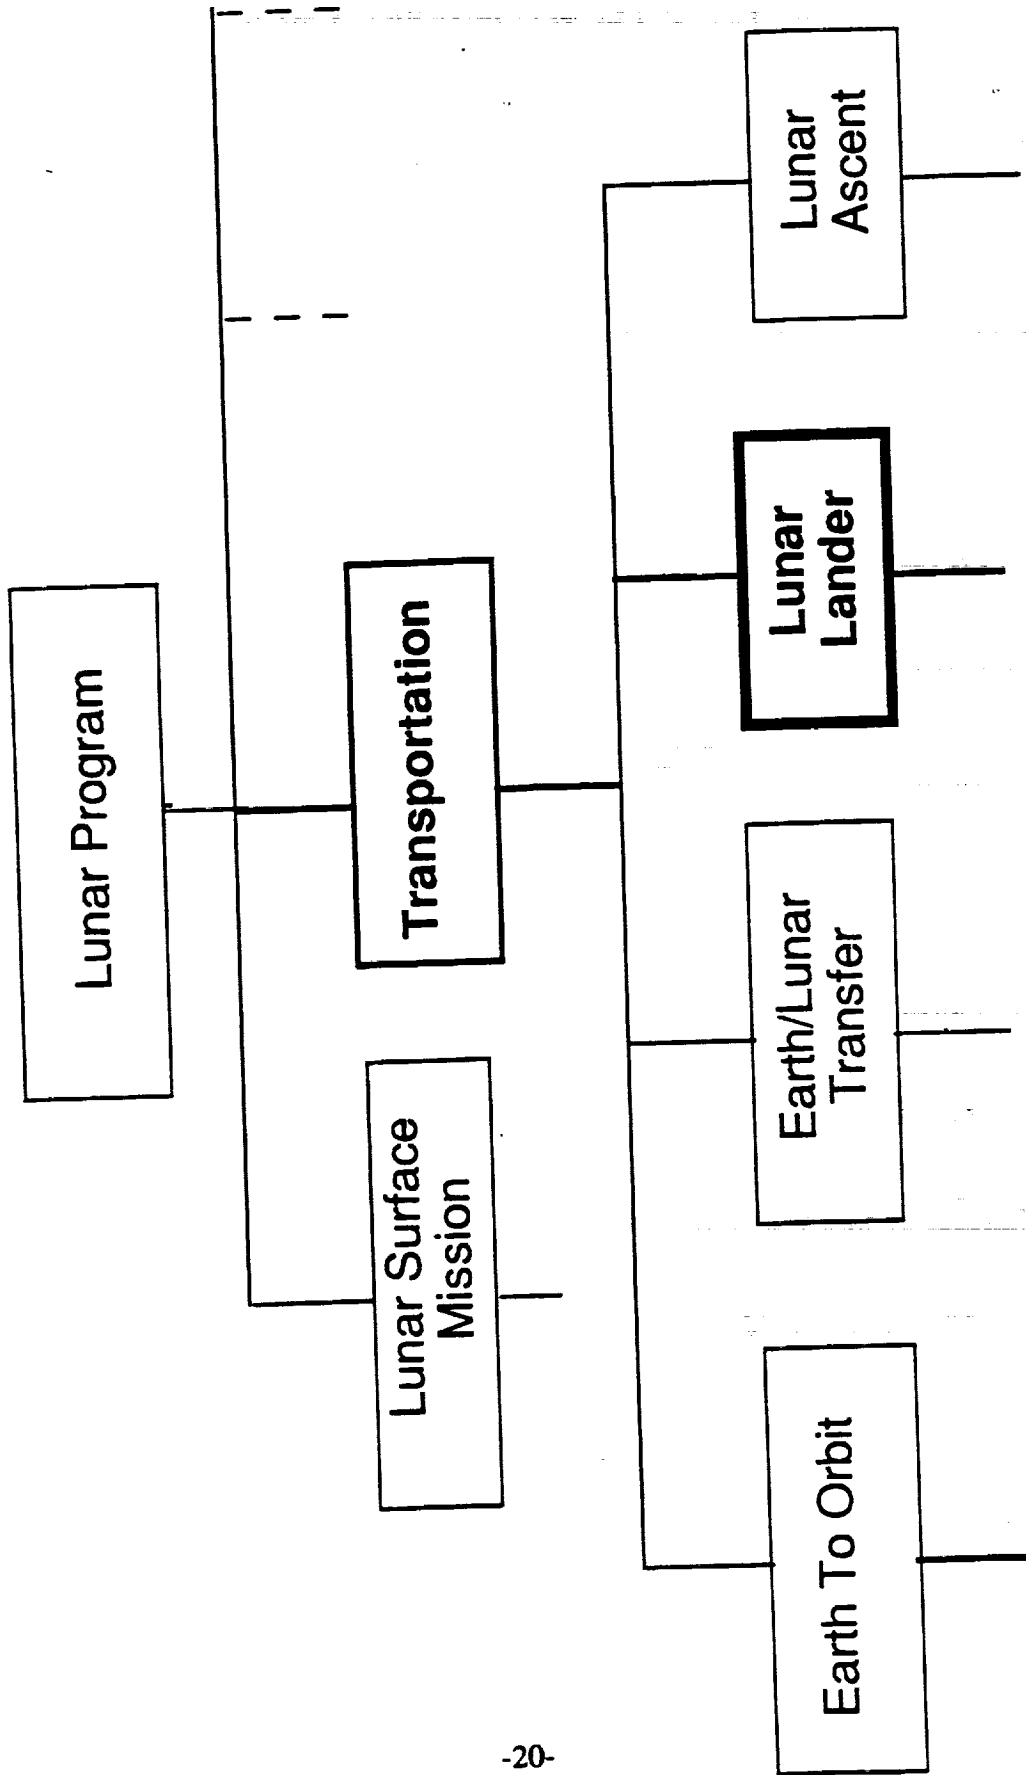 Lunar Program
Lunar Surface
Mission
Transportation
Earth To Orbit
Earth/Lunar
Transfer
Lunar
Lander
Lunar
Ascent
-20-